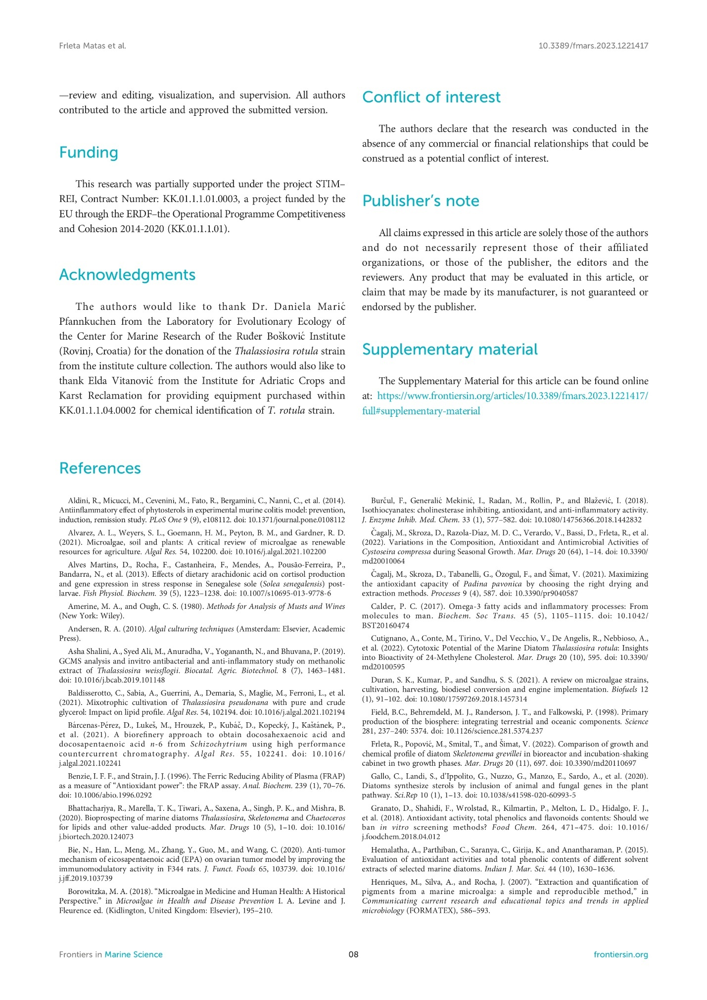 Frleta Matas et al.
10.3389/fmars.2023.1221417
—review and editing, visualization, and supervision. All authors
contributed to the article and approved the submitted version.
Funding
This research was partially supported under the project STIM–
REI, Contract Number: KK.01.1.1.01.0003, a project funded by the
EU through the ERDF–the Operational Programme Competitiveness
and Cohesion 2014-2020 (KK.01.1.1.01).
Acknowledgments
The authors would like to thank Dr. Daniela Marić
Pfannkuchen from the Laboratory for Evolutionary Ecology of
the Center for Marine Research of the Ruđer Bošković Institute
(Rovinj, Croatia) for the donation of the Thalassiosira rotula strain
from the institute culture collection. The authors would also like to
thank Elda Vitanović from the Institute for Adriatic Crops and
Karst Reclamation for providing equipment purchased within
KK.01.1.1.04.0002 for chemical identification of T. rotula strain.
Conflict of interest
The authors declare that the research was conducted in the
absence of any commercial or financial relationships that could be
construed as a potential conflict of interest.
Publisher’s note
All claims expressed in this article are solely those of the authors
and do not necessarily represent those of their affiliated
organizations, or those of the publisher, the editors and the
reviewers. Any product that may be evaluated in this article, or
claim that may be made by its manufacturer, is not guaranteed or
endorsed by the publisher.
Supplementary material
The Supplementary Material for this article can be found online
at: https://www.frontiersin.org/articles/10.3389/fmars.2023.1221417/
full#supplementary-material
References
Aldini, R., Micucci, M., Cevenini, M., Fato, R., Bergamini, C., Nanni, C., et al. (2014).
Antiinflammatory effect of phytosterols in experimental murine colitis model: prevention,
induction, remission study. PLoS One 9 (9), e108112. doi: 10.1371/journal.pone.0108112
Alvarez, A. L., Weyers, S. L., Goemann, H. M., Peyton, B. M., and Gardner, R. D.
(2021). Microalgae, soil and plants: A critical review of microalgae as renewable
resources for agriculture. Algal Res. 54, 102200. doi: 10.1016/j.algal.2021.102200
Alves Martins, D., Rocha, F., Castanheira, F., Mendes, A., Pousão-Ferreira, P.,
Bandarra, N., et al. (2013). Effects of dietary arachidonic acid on cortisol production
and gene expression in stress response in Senegalese sole (Solea senegalensis) post-
larvae. Fish Physiol. Biochem. 39 (5), 1223–1238. doi: 10.1007/s10695-013-9778-6
Amerine, M. A., and Ough, C. S. (1980). Methods for Analysis of Musts and Wines
(New York: Wiley).
Andersen, R. A. (2010). Algal culturing techniques (Amsterdam: Elsevier, Academic
Press).
Asha Shalini, A., Syed Ali, M., Anuradha, V., Yogananth, N., and Bhuvana, P. (2019).
GCMS analysis and invitro antibacterial and anti-inflammatory study on methanolic
extract of Thalassiosira weissflogii. Biocatal. Agric. Biotechnol. 8 (7), 1463–1481.
doi: 10.1016/j.bcab.2019.101148
Baldisserotto, C., Sabia, A., Guerrini, A., Demaria, S., Maglie, M., Ferroni, L., et al.
(2021). Mixotrophic cultivation of Thalassiosira pseudonana with pure and crude
glycerol: Impact on lipid profile. Algal Res. 54, 102194. doi: 10.1016/j.algal.2021.102194
Bárcenas-Pérez, D., Lukeš, M., Hrouzek, P., Kubáč, D., Kopecký, J., Kaštánek, P.,
et al. (2021). A biorefinery approach to obtain docosahexaenoic acid and
docosapentaenoic acid n-6 from Schizochytrium using high performance
countercurrent chromatography. Algal Res. 55, 102241. doi: 10.1016/
j.algal.2021.102241
Benzie, I. F. F., and Strain, J. J. (1996). The Ferric Reducing Ability of Plasma (FRAP)
as a measure of “Antioxidant power”: the FRAP assay. Anal. Biochem. 239 (1), 70–76.
doi: 10.1006/abio.1996.0292
Bhattacharjya, R., Marella, T. K., Tiwari, A., Saxena, A., Singh, P. K., and Mishra, B.
(2020). Bioprospecting of marine diatoms Thalassiosira, Skeletonema and Chaetoceros
for lipids and other value-added products. Mar. Drugs 10 (5), 1–10. doi: 10.1016/
j.biortech.2020.124073
Bie, N., Han, L., Meng, M., Zhang, Y., Guo, M., and Wang, C. (2020). Anti-tumor
mechanism of eicosapentaenoic acid (EPA) on ovarian tumor model by improving the
immunomodulatory activity in F344 rats. J. Funct. Foods 65, 103739. doi: 10.1016/
j.jff.2019.103739
Borowitzka, M. A. (2018). “Microalgae in Medicine and Human Health: A Historical
Perspective.” in Microalgae in Health and Disease Prevention I. A. Levine and J.
Fleurence ed. (Kidlington, United Kingdom: Elsevier), 195–210.
Burčul, F., Generalić Mekinić, I., Radan, M., Rollin, P., and Blažević, I. (2018).
Isothiocyanates: cholinesterase inhibiting, antioxidant, and anti-inflammatory activity.
J. Enzyme Inhib. Med. Chem. 33 (1), 577–582. doi: 10.1080/14756366.2018.1442832
Čagalj, M., Skroza, D., Razola-Díaz, M. D. C., Verardo, V., Bassi, D., Frleta, R., et al.
(2022). Variations in the Composition, Antioxidant and Antimicrobial Activities of
Cystoseira compressa during Seasonal Growth. Mar. Drugs 20 (64), 1–14. doi: 10.3390/
md20010064
Čagalj, M., Skroza, D., Tabanelli, G., Özogul, F., and Šimat, V. (2021). Maximizing
the antioxidant capacity of Padina pavonica by choosing the right drying and
extraction methods. Processes 9 (4), 587. doi: 10.3390/pr9040587
Calder, P. C. (2017). Omega-3 fatty acids and inflammatory processes: From
molecules to man. Biochem. Soc Trans. 45 (5), 1105–1115. doi: 10.1042/
BST20160474
Cutignano, A., Conte, M., Tirino, V., Del Vecchio, V., De Angelis, R., Nebbioso, A.,
et al. (2022). Cytotoxic Potential of the Marine Diatom Thalassiosira rotula: Insights
into Bioactivity of 24-Methylene Cholesterol. Mar. Drugs 20 (10), 595. doi: 10.3390/
md20100595
Duran, S. K., Kumar, P., and Sandhu, S. S. (2021). A review on microalgae strains,
cultivation, harvesting, biodiesel conversion and engine implementation. Biofuels 12
(1), 91–102. doi: 10.1080/17597269.2018.1457314
Field, B.C., Behremdeld, M. J., Randerson, J. T., and Falkowski, P. (1998). Primary
production of the biosphere: integrating terrestrial and oceanic components. Science
281, 237–240: 5374. doi: 10.1126/science.281.5374.237
Frleta, R., Popović, M., Smital, T., and Šimat, V. (2022). Comparison of growth and
chemical profile of diatom Skeletonema grevillei in bioreactor and incubation-shaking
cabinet in two growth phases. Mar. Drugs 20 (11), 697. doi: 10.3390/md20110697
Gallo, C., Landi, S., d’Ippolito, G., Nuzzo, G., Manzo, E., Sardo, A., et al. (2020).
Diatoms synthesize sterols by inclusion of animal and fungal genes in the plant
pathway. Sci.Rep 10 (1), 1–13. doi: 10.1038/s41598-020-60993-5
Granato, D., Shahidi, F., Wrolstad, R., Kilmartin, P., Melton, L. D., Hidalgo, F. J.,
et al. (2018). Antioxidant activity, total phenolics and flavonoids contents: Should we
ban in vitro screening methods? Food Chem. 264, 471–475. doi: 10.1016/
j.foodchem.2018.04.012
Hemalatha, A., Parthiban, C., Saranya, C., Girija, K., and Anantharaman, P. (2015).
Evaluation of antioxidant activities and total phenolic contents of different solvent
extracts of selected marine diatoms. Indian J. Mar. Sci. 44 (10), 1630–1636.
Henriques, M., Silva, A., and Rocha, J. (2007). “Extraction and quantification of
pigments from a marine microalga: a simple and reproducible method,” in
Communicating current research and educational topics and trends in applied
microbiology (FORMATEX), 586–593.
Frontiers in Marine Science
08
frontiersin.org